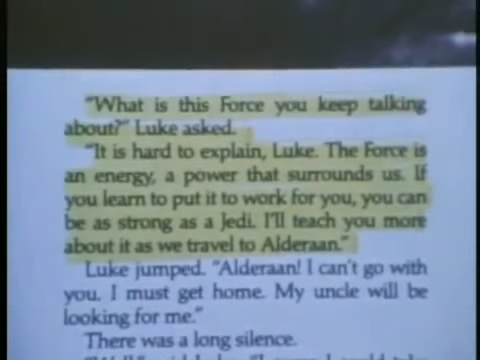 "What is this Force you keep talking
about?" Luke asked.
"It is hard to explain, Luke. The Force is
an energy, a power that surrounds us. If
you learn to put it to work for you, you can
be as strong as a Jedi. I'll teach you more
about it as we travel to Alderaan."
Luke jumped. "Alderaan! I can't go with
you. I must get home. My uncle will be
looking for me."
There was a long silence.